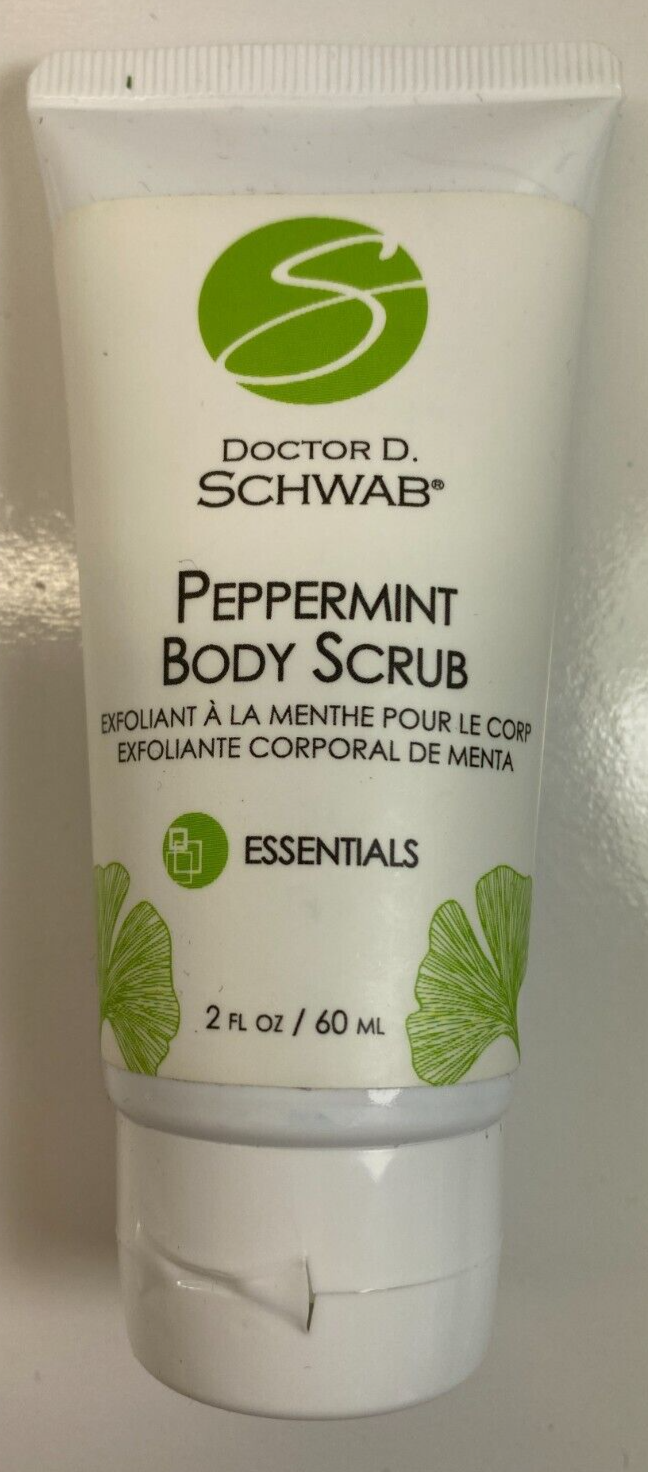 DOCTOR D.
SCHWAB®
PEPPERMINT
BODY SCRUB
EXFOLIANT À LA MENTHE POUR LE CORP
EXFOLIANTE CORPORAL DE MENTA
ESSENTIALS
2 FL OZ / 60 ML